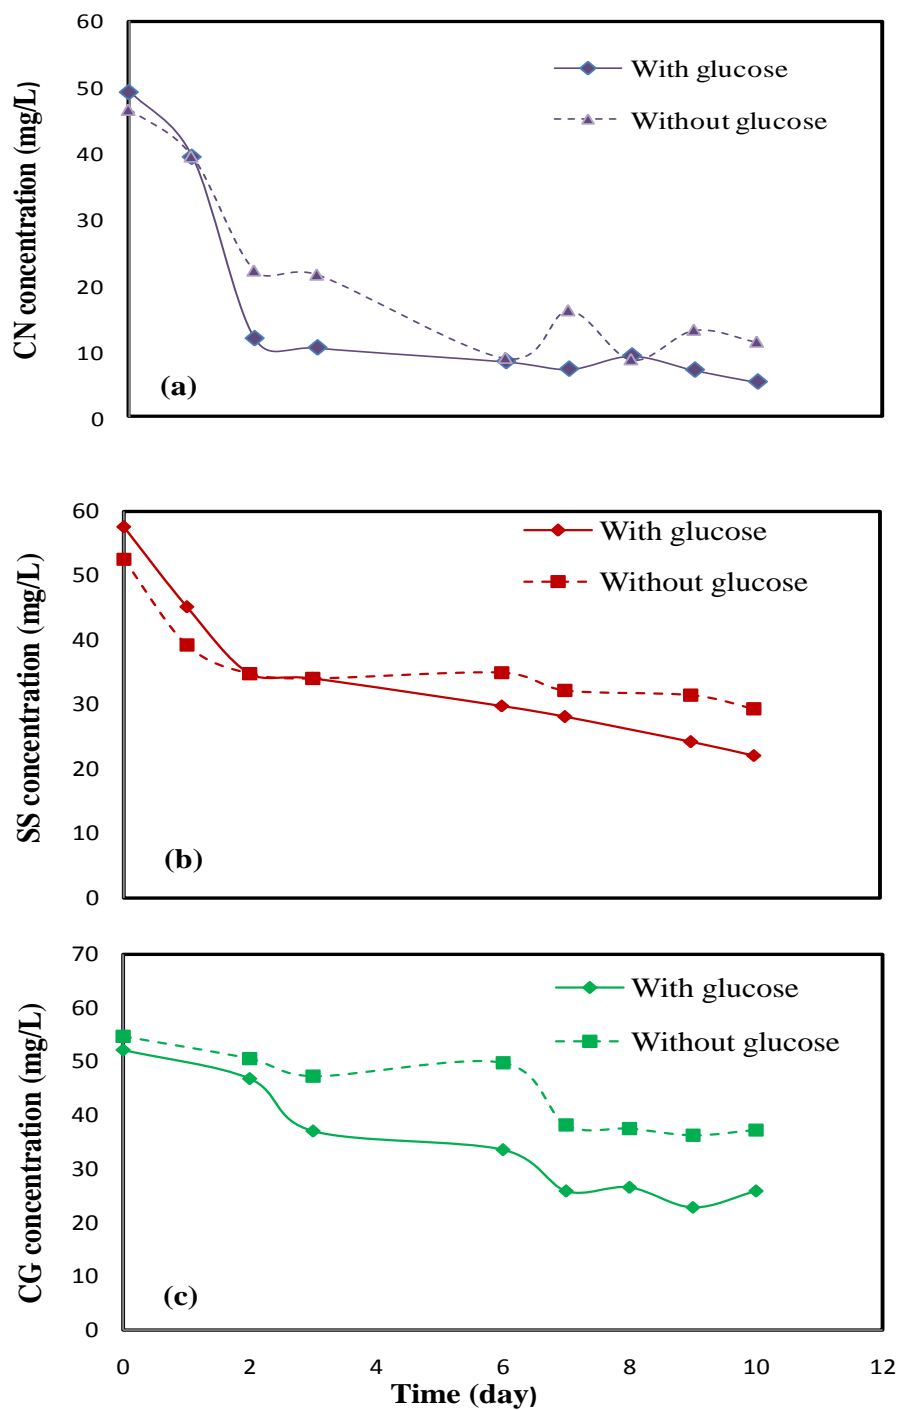 60
50
40
30
20
10
0
CN concentration (mg/L)
With glucose
Without glucose
(a)
60
50
40
30
20
10
0
SS concentration (mg/L)
With glucose
Without glucose
(b)
70
60
50
40
30
20
10
0
CG concentration (mg/L)
With glucose
Without glucose
(c)
0 2 4 6 8 10 12
Time (day)